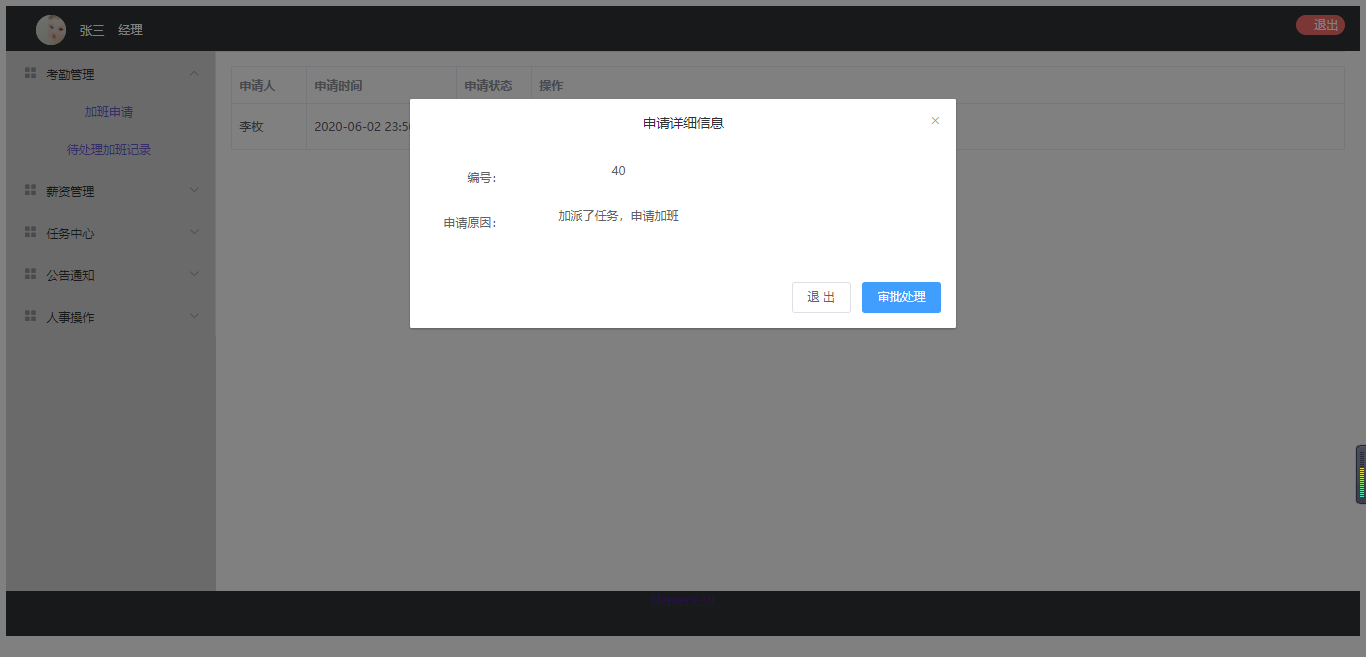 张三 经理
退出
考勤管理
加班申请
待处理加班记录
薪资管理
任务中心
公告通知
人事操作
申请人 申请时间 申请状态 操作
李枚 2020-06-02 23:5
申请详细信息
编号: 40
申请原因: 加派了任务，申请加班
退 出 审批处理